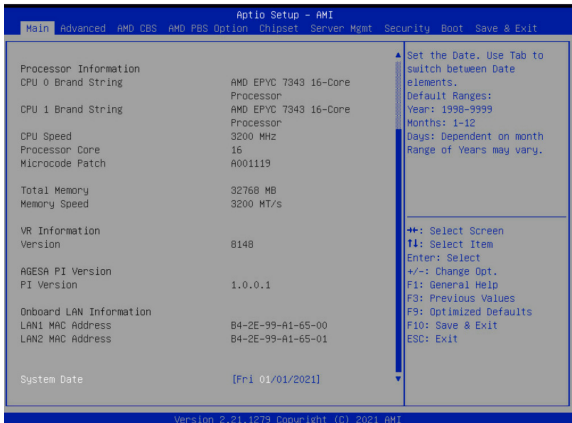 Aptio Setup - AMI
Main Advanced AMD CBS AMD PBS Option Chipset Server Mgmt Security Boot Save & Exit
Processor Information
CPU 0 Brand String AMD EPYC 7343 16-Core
Processor
CPU 1 Brand String AMD EPYC 7343 16-Core
Processor
CPU Speed 3200 MHz
Processor Core 16
Microcode Patch A001119
Total Memory 32768 MB
Memory Speed 3200 MT/s
VR Information
Version 8148
AGESA PI Version
PI Version 1.0.0.1
Onboard LAN Information
LAN1 MAC Address B4-2E-99-A1-65-00
LAN2 MAC Address B4-2E-99-A1-65-01
System Date [Fri 01/01/2021]
Set the Date. Use Tab to
switch between Date
elements.
Default Ranges:
Year: 1998-9999
Months: 1-12
Days: Dependent on month
Range of Years may vary.
→←: Select Screen
↑↓: Select Item
Enter: Select
+/-: Change Opt.
F1: General Help
F3: Previous Values
F9: Optimized Defaults
F10: Save & Exit
ESC: Exit
Version 2.21.1279 Copyright (C) 2021 AMI